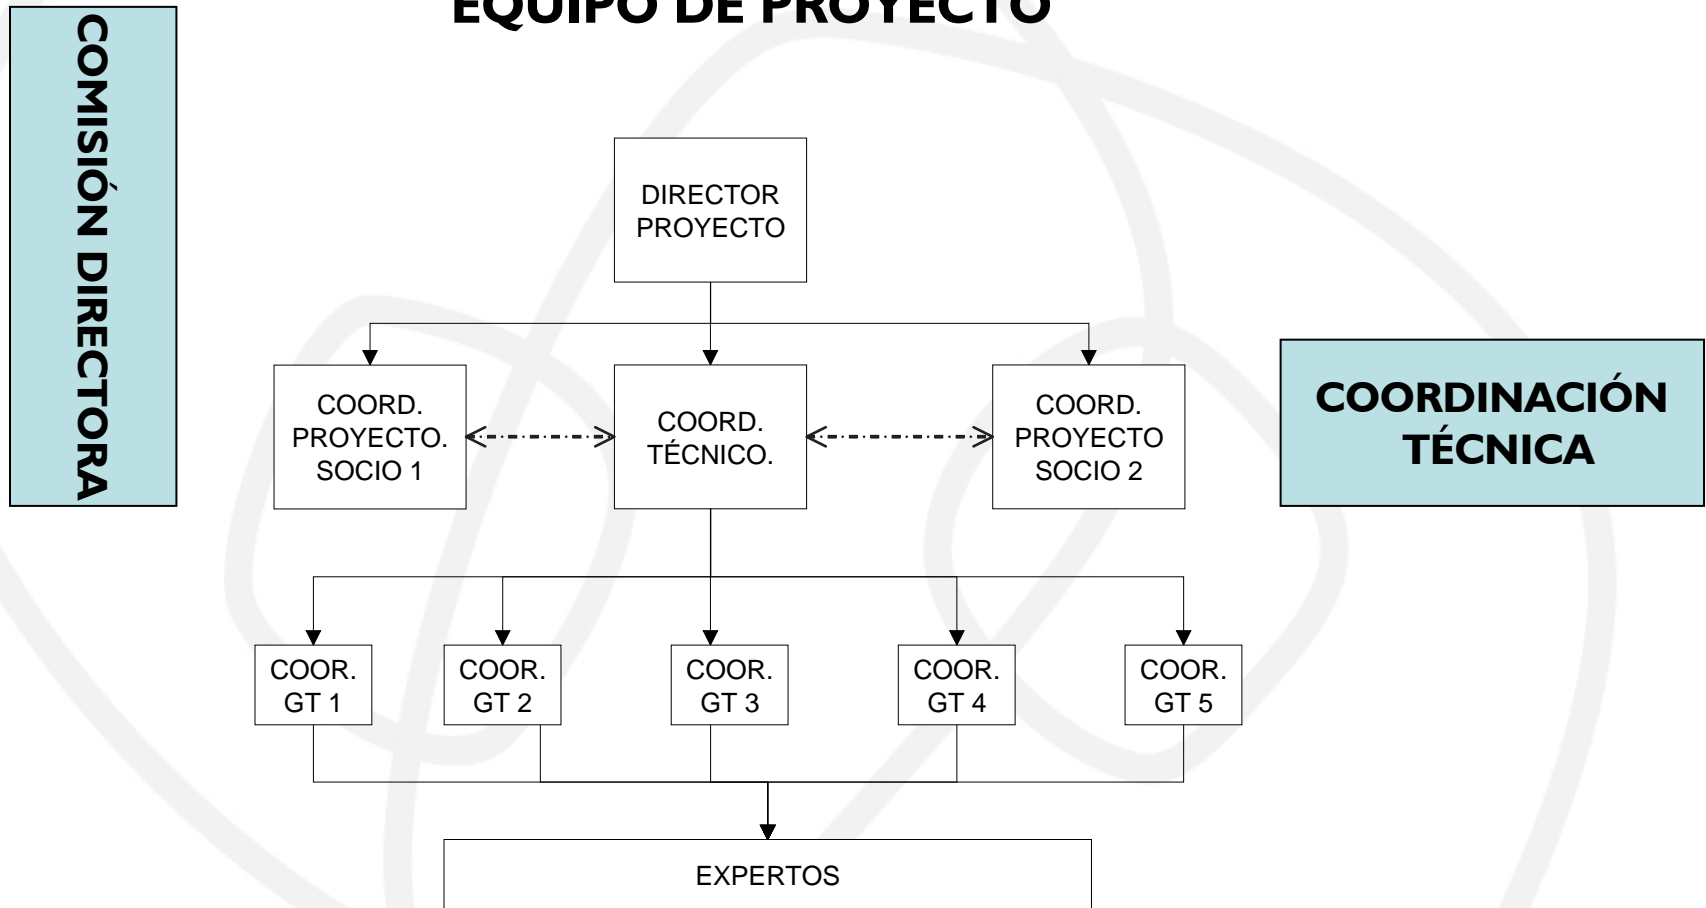 EQUIPO DE PROYECTO
COMISIÓN DIRECTORA
DIRECTOR
PROYECTO
COORD.
PROYECTO.
SOCIO 1
COORD.
TÉCNICO.
COORD.
PROYECTO
SOCIO 2
COORDINACIÓN
TÉCNICA
COOR.
GT 1
COOR.
GT 2
COOR.
GT 3
COOR.
GT 4
COOR.
GT 5
EXPERTOS